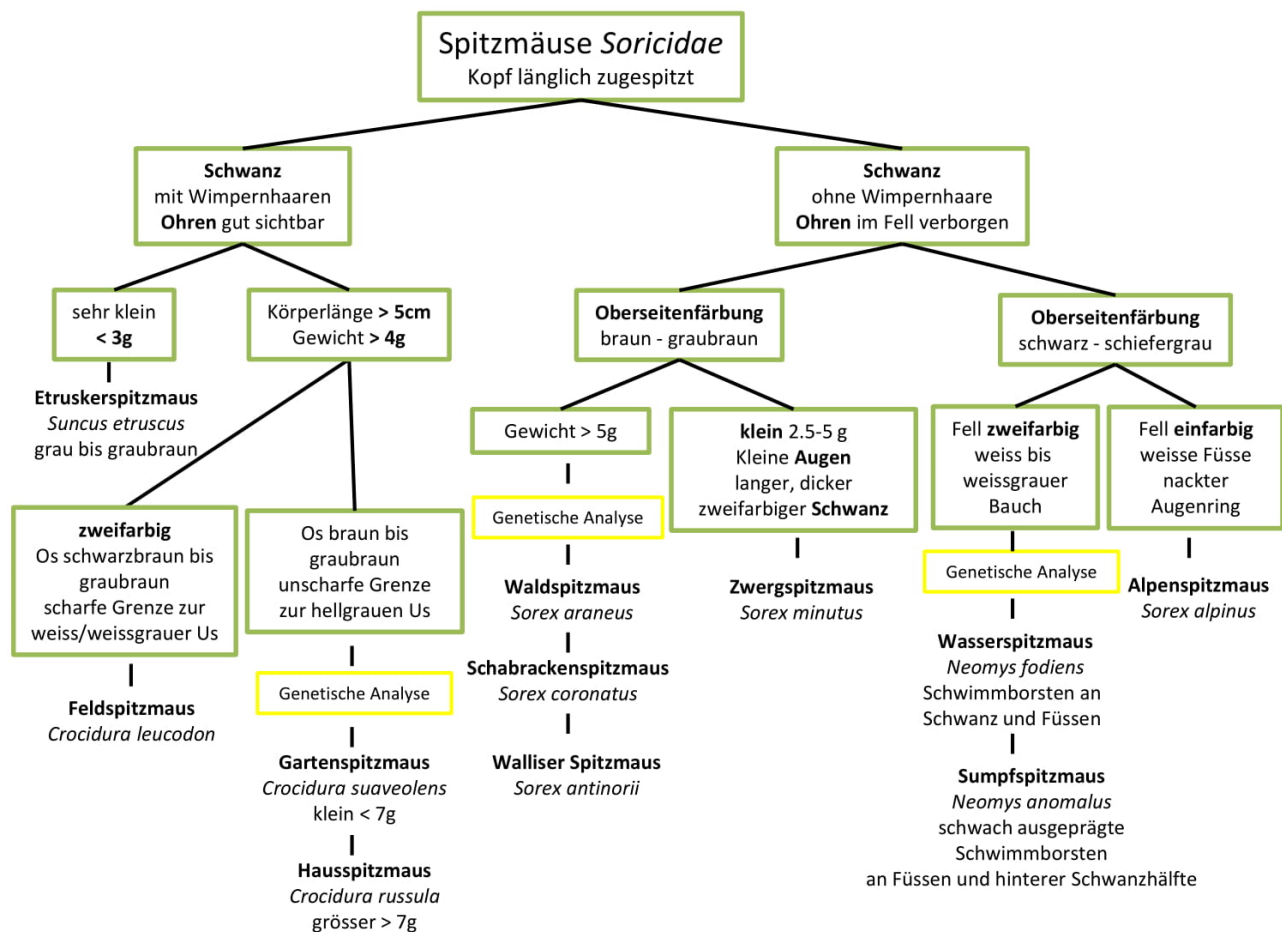 Spitzmäuse Soricidae
Kopf länglich zugespitzt
Schwanz
mit Wimpernhaaren
Ohren gut sichtbar
Schwanz
ohne Wimpernhaare
Ohren im Fell verborgen
sehr klein
< 3g
Körperlänge > 5cm
Gewicht > 4g
Oberseitenfärbung
braun - graubraun
Oberseitenfärbung
schwarz - schiefergrau
Etruskerspitzmaus
Suncus etruscus
grau bis graubraun
Gewicht > 5g
klein 2.5-5 g
Kleine Augen
langer, dicker
zweifarbiger Schwanz
Fell zweifarbig
weiss bis
weissgrauer
Bauch
Fell einfarbig
weisse Füsse
nackter
Augenring
zweifarbig
Os schwarzbraun bis
graubraun
scharfe Grenze zur
weiss/weissgrauer Us
Os braun bis
graubraun
unscharfe Grenze
zur hellgrauen Us
Genetische Analyse
Waldspitzmaus
Sorex araneus
Schabrackenspitzmaus
Sorex coronatus
Walliser Spitzmaus
Sorex antinorii
Zwergspitzmaus
Sorex minutus
Genetische Analyse
Wasserspitzmaus
Neomys fodiens
Schwimmborsten an
Schwanz und Füssen
Sumpfspitzmaus
Neomys anomalus
schwach ausgeprägte
Schwimmborsten
an Füssen und hinterer Schwanzhälfte
Alpenspitzmaus
Sorex alpinus
Feldspitzmaus
Crocidura leucodon
Genetische Analyse
Gartenspitzmaus
Crocidura suaveolens
klein < 7g
Hausspitzmaus
Crocidura russula
grösser > 7g